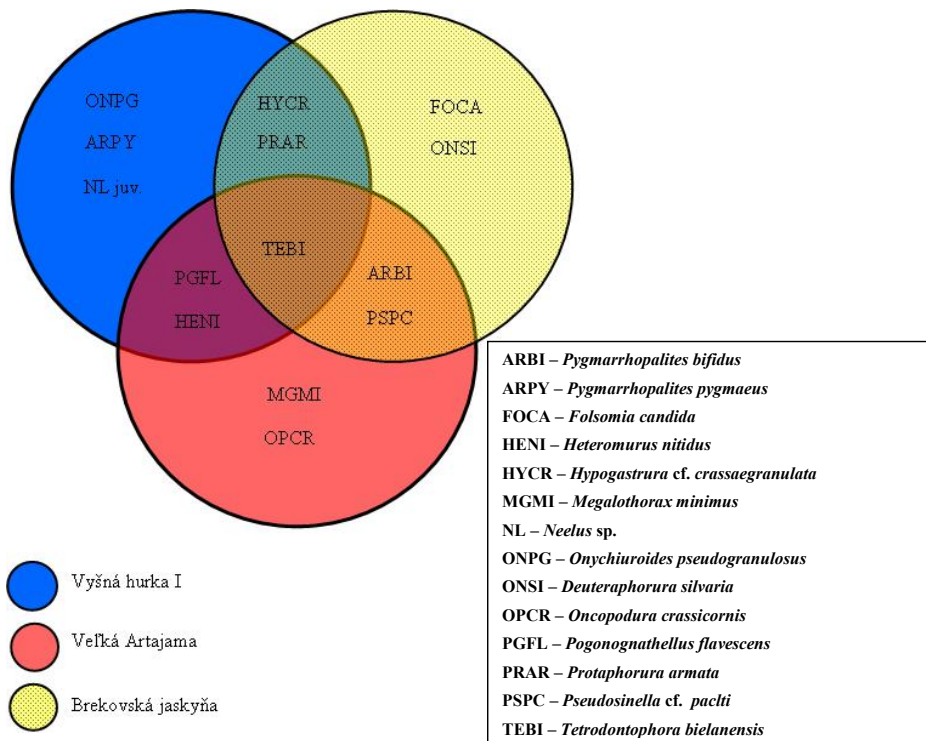 ONPG
ARPY
NL juv.
HYCR
PRAR
FOCA
ONSI
TEBI
PGFL
HENI
ARBI
PSPC
MGMI
OPCR
Vyšná hurka I
Veľká Artajama
Brekovská jaskyňa
ARBI – Pygmarrhopalites bifidus
ARPY – Pygmarrhopalites pygmaeus
FOCA – Folsomia candida
HENI – Heteromurus nitidus
HYCR – Hypogastrura cf. crassaegranulata
MGMI – Megalothorax minimus
NL – Neelus sp.
ONPG – Onychiuroides pseudogranulosus
ONSI – Deuteraphorura silvaria
OPCR – Oncopodura crassicornis
PGFL – Pogonognathellus flavescens
PRAR – Protaphorura armata
PSPC – Pseudosinella cf. paclti
TEBI – Tetrodontophora bielanensis